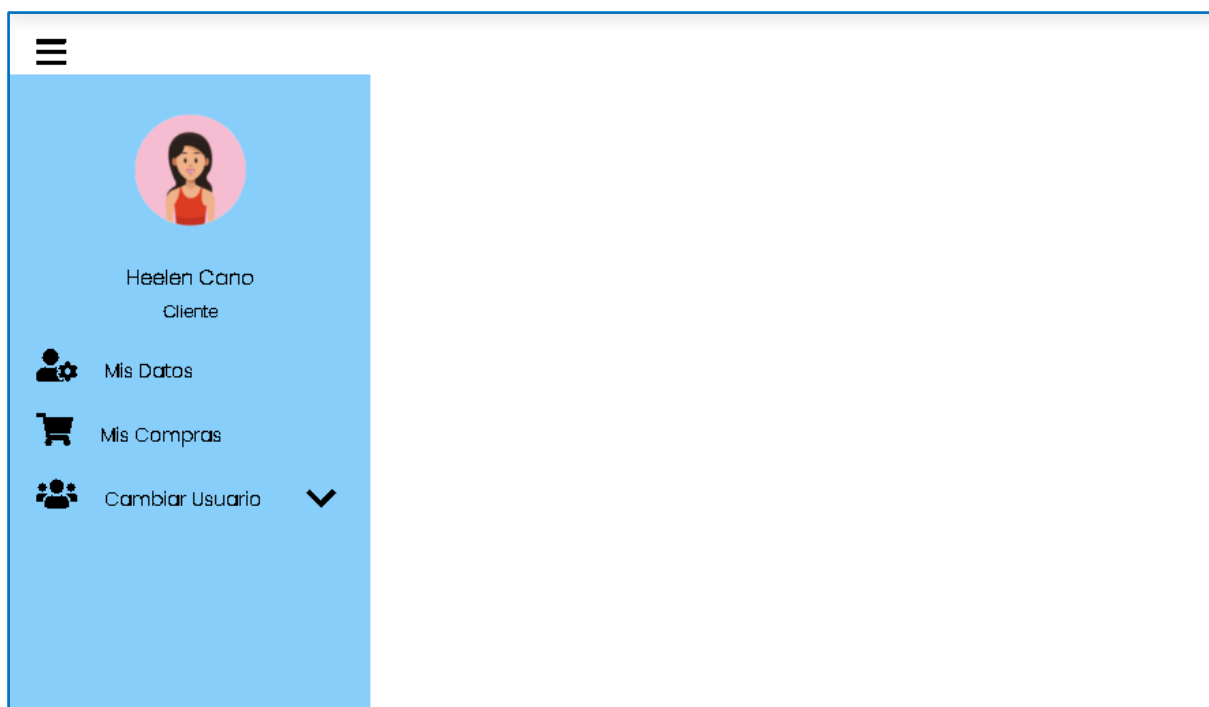 Heelen Cano
Cliente
Mis Datos
Mis Compras
Cambiar Usuario